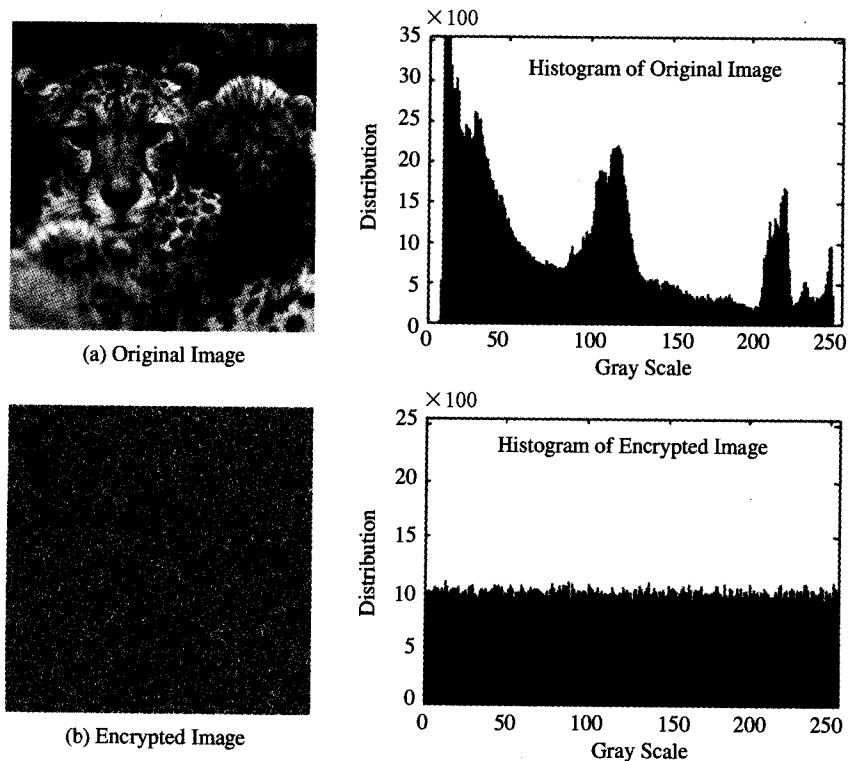 ×100
35
30
25
20
15
10
5
0
Histogram of Original Image
Distribution
0 50 100 150 200 250
Gray Scale
(a) Original Image
×100
25
20
15
10
5
0
Histogram of Encrypted Image
Distribution
0 50 100 150 200 250
Gray Scale
(b) Encrypted Image